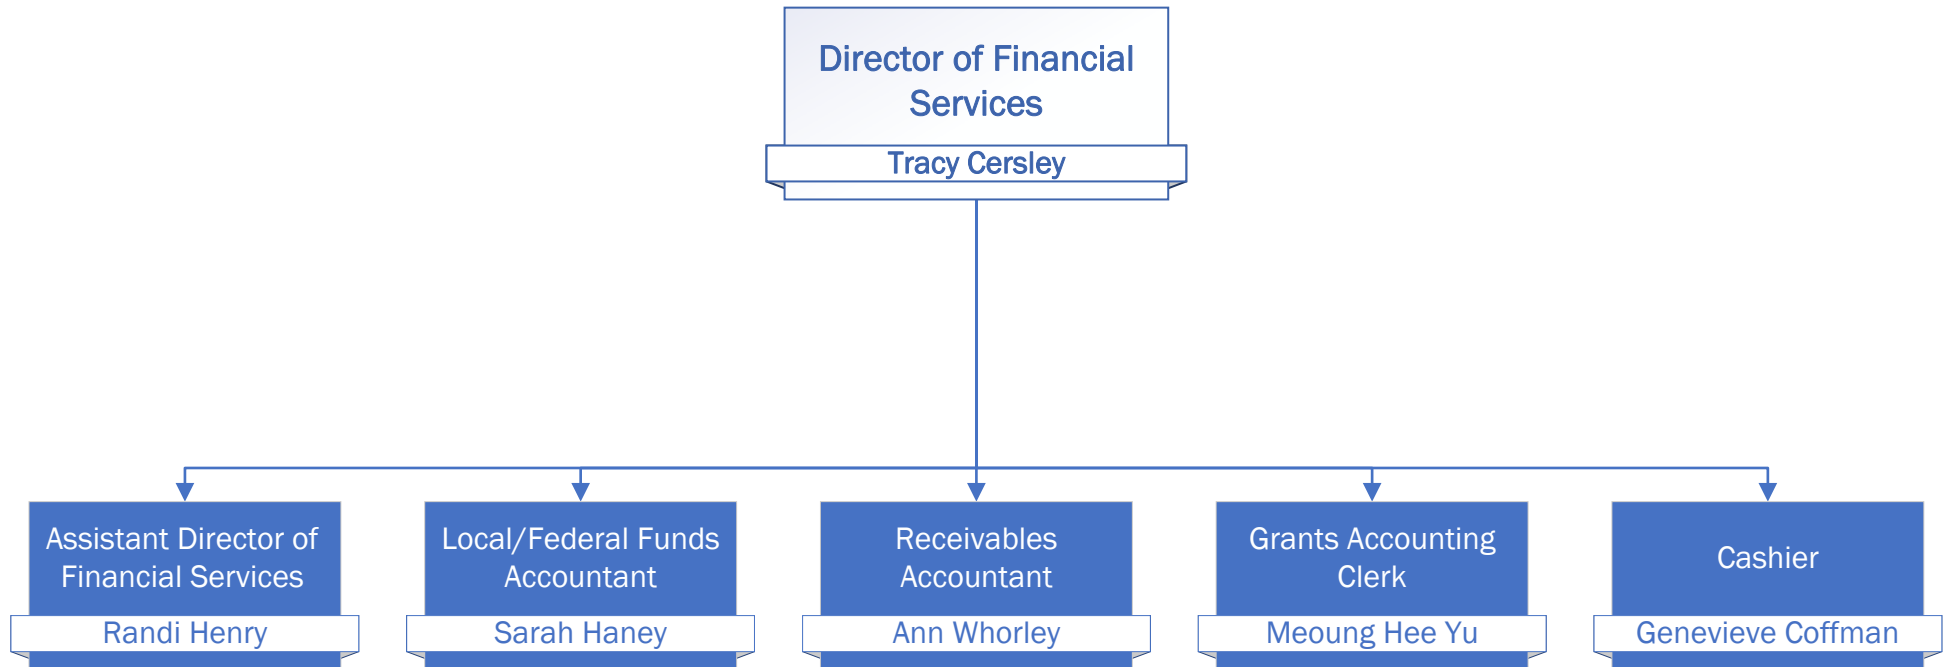 Director of Financial
Services
Tracy Cersley
Assistant Director of
Financial Services
Randi Henry
Local/Federal Funds
Accountant
Sarah Haney
Receivables
Accountant
Ann Whorley
Grants Accounting
Clerk
Meoung Hee Yu
Cashier
Genevieve Coffman